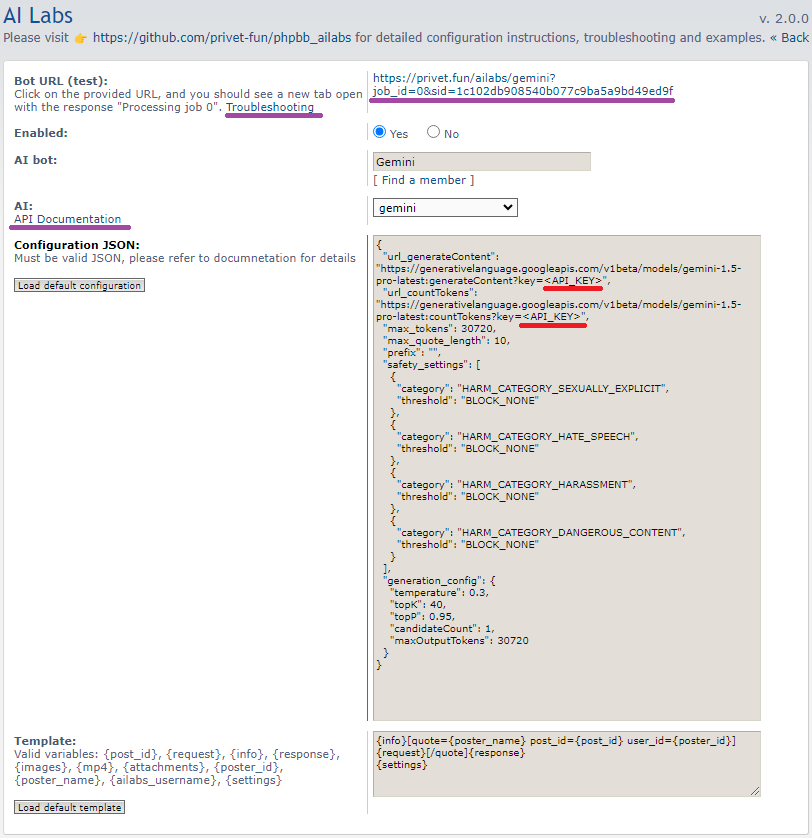 AI Labs
v. 2.0.0
Please visit 👉 https://github.com/privet-fun/phpbb_ailabs for detailed configuration instructions, troubleshooting and examples. « Back
Bot URL (test):
Click on the provided URL, and you should see a new tab open
with the response "Processing job 0". Troubleshooting
https://privet.fun/ailabs/gemini?
job_id=0&sid=1c102db908540b077c9ba5a9bd49ed9f
Enabled:
Yes No
AI bot:
Gemini
[ Find a member ]
AI:
API Documentation
gemini
Configuration JSON:
Must be valid JSON, please refer to documnetation for details
Load default configuration
{
"url_generateContent":
"https://generativelanguage.googleapis.com/v1beta/models/gemini-1.5-
pro-latest:generateContent?key=<API_KEY>",
"url_countTokens":
"https://generativelanguage.googleapis.com/v1beta/models/gemini-1.5-
pro-latest:countTokens?key=<API_KEY>",
"max_tokens": 30720,
"max_quote_length": 10,
"prefix": "",
"safety_settings": [
{
"category": "HARM_CATEGORY_SEXUALLY_EXPLICIT",
"threshold": "BLOCK_NONE"
},
{
"category": "HARM_CATEGORY_HATE_SPEECH",
"threshold": "BLOCK_NONE"
},
{
"category": "HARM_CATEGORY_HARASSMENT",
"threshold": "BLOCK_NONE"
},
{
"category": "HARM_CATEGORY_DANGEROUS_CONTENT",
"threshold": "BLOCK_NONE"
}
],
"generation_config": {
"temperature": 0.3,
"topK": 40,
"topP": 0.95,
"candidateCount": 1,
"maxOutputTokens": 30720
}
}
Template:
Valid variables: {post_id}, {request}, {info}, {response},
{images}, {mp4}, {attachments}, {poster_id},
{poster_name}, {ailabs_username}, {settings}
Load default template
{info}[quote={poster_name} post_id={post_id} user_id={poster_id}]
{request}[/quote]{response}
{settings}